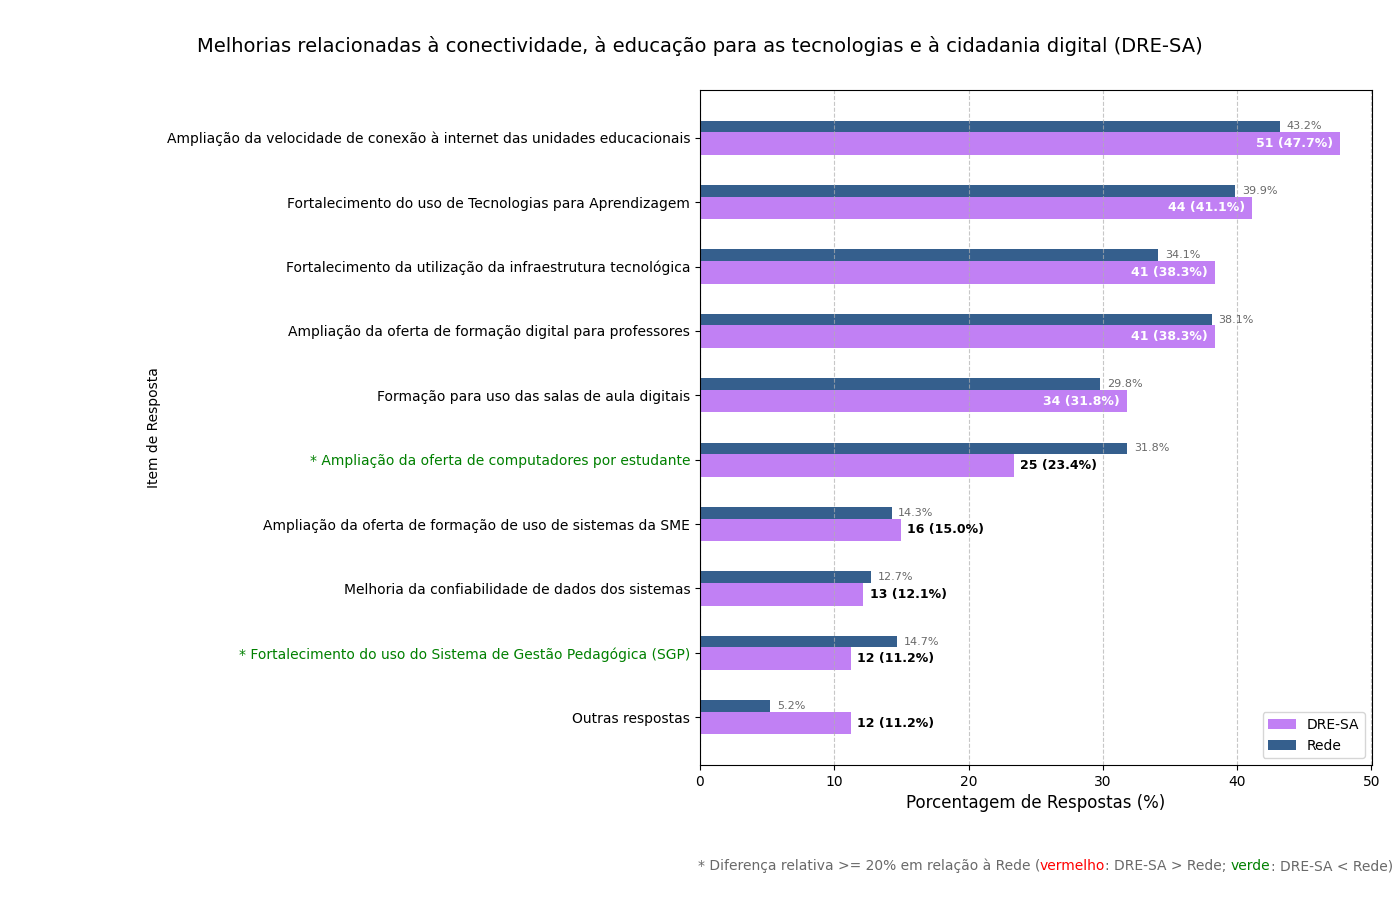 Melhorias relacionadas à conectividade, à educação para as tecnologias e à cidadania digital (DRE-SA)
Item de Resposta
Ampliação da velocidade de conexão à internet das unidades educacionais
43.2%
51 (47.7%)
Fortalecimento do uso de Tecnologias para Aprendizagem
39.9%
44 (41.1%)
Fortalecimento da utilização da infraestrutura tecnológica
34.1%
41 (38.3%)
Ampliação da oferta de formação digital para professores
38.1%
41 (38.3%)
Formação para uso das salas de aula digitais
29.8%
34 (31.8%)
* Ampliação da oferta de computadores por estudante
31.8%
25 (23.4%)
Ampliação da oferta de formação de uso de sistemas da SME
14.3%
16 (15.0%)
Melhoria da confiabilidade de dados dos sistemas
12.7%
13 (12.1%)
* Fortalecimento do uso do Sistema de Gestão Pedagógica (SGP)
14.7%
12 (11.2%)
Outras respostas
5.2%
12 (11.2%)
DRE-SA
Rede
0 10 20 30 40 50
Porcentagem de Respostas (%)
* Diferença relativa >= 20% em relação à Rede (vermelho: DRE-SA > Rede; verde: DRE-SA < Rede)